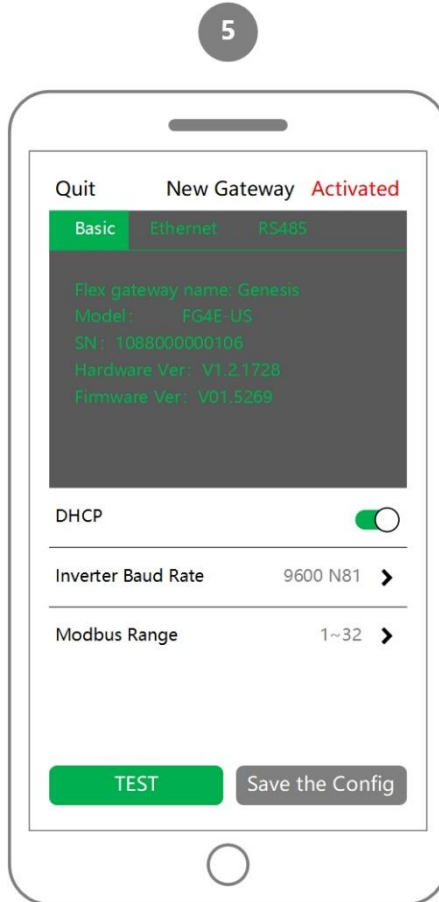 5
Quit New Gateway Activated
Basic Ethernet RS485
Flex gateway name: Genesis
Model: FG4E-US
SN: 1088000000106
Hardware Ver: V1.2.1728
Firmware Ver: V01.5269
DHCP
Inverter Baud Rate 9600 N81
Modbus Range 1~32
TEST Save the Config